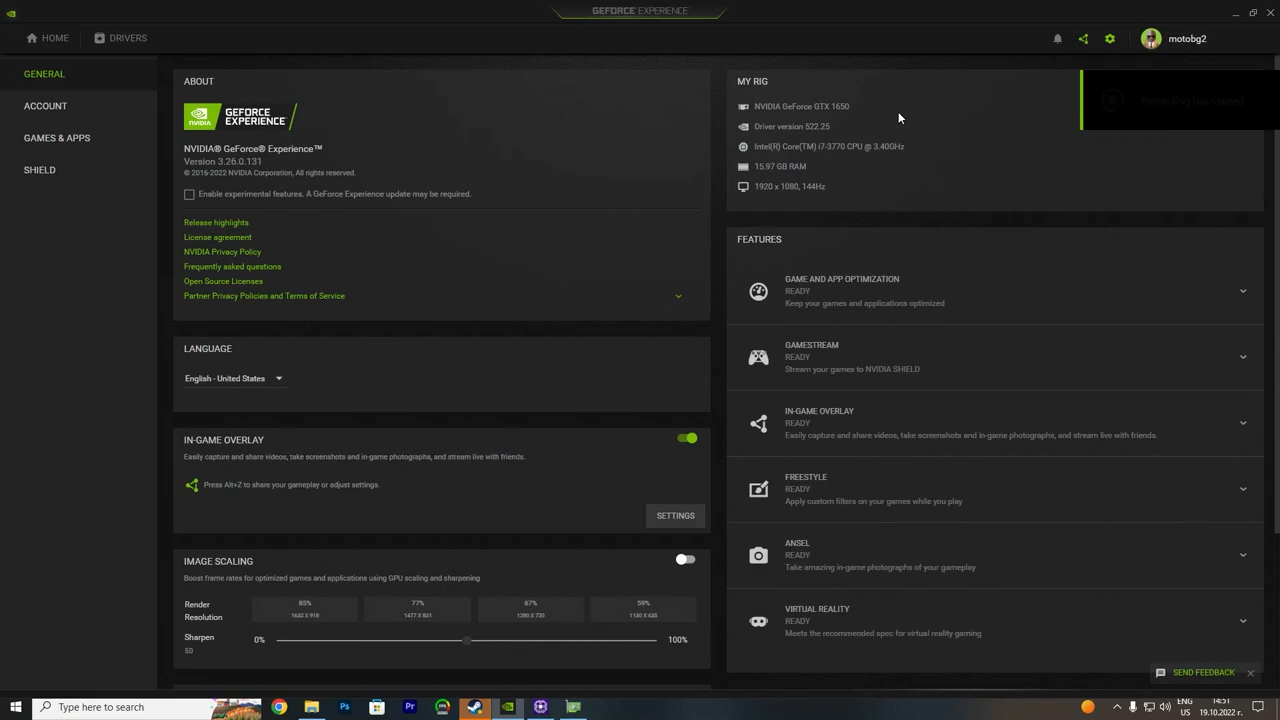 GEFORCE EXPERIENCE
HOME
DRIVERS
motobg2
GENERAL
ACCOUNT
GAMES & APPS
SHIELD
ABOUT
NVIDIA
GEFORCE
EXPERIENCE
NVIDIA® GeForce® Experience™
Version 3.26.0.131
© 2016-2022 NVIDIA Corporation, All rights reserved.
Enable experimental features. A GeForce Experience update may be required.
Release highlights
License agreement
NVIDIA Privacy Policy
Frequently asked questions
Open Source Licenses
Partner Privacy Policies and Terms of Service
LANGUAGE
English - United States
IN-GAME OVERLAY
Easily capture and share videos, take screenshots and in-game photographs, and stream live with friends.
Press Alt+Z to share your gameplay or adjust settings.
SETTINGS
IMAGE SCALING
Boost frame rates for optimized games and applications using GPU scaling and sharpening
Render
Resolution
85%
1632 X 918
77%
1477 X 831
67%
1280 X 720
59%
1130 X 635
Sharpen
50
0%
100%
MY RIG
NVIDIA GeForce GTX 1650
Driver version 522.25
Intel(R) Core(TM) i7-3770 CPU @ 3.40GHz
15.97 GB RAM
1920 x 1080, 144Hz
Recording has started
FEATURES
GAME AND APP OPTIMIZATION
READY
Keep your games and applications optimized
GAMESTREAM
READY
Stream your games to NVIDIA SHIELD
IN-GAME OVERLAY
READY
Easily capture and share videos, take screenshots and in-game photographs, and stream live with friends.
FREESTYLE
READY
Apply custom filters on your games while you play
ANSEL
READY
Take amazing in-game photographs of your gameplay
VIRTUAL REALITY
READY
Meets the recommended spec for virtual reality gaming
SEND FEEDBACK
Type here to search
Ps
Pr
УС
14:51
19.10.2022 г.